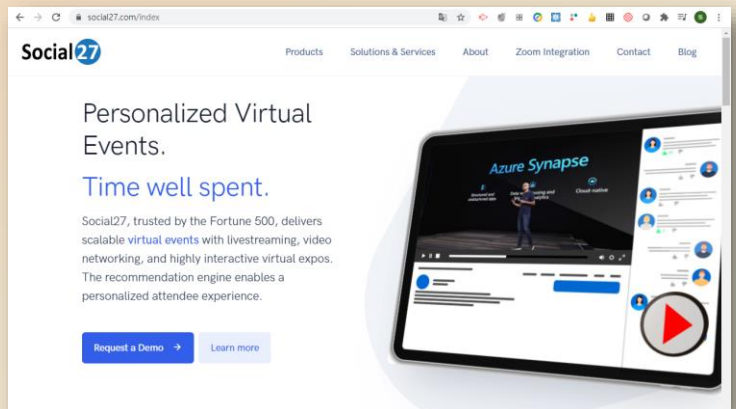 social27.com/index
Social27
Products Solutions & Services About Zoom Integration Contact Blog
Personalized Virtual
Events.
Time well spent.
Social27, trusted by the Fortune 500, delivers
scalable virtual events with livestreaming, video
networking, and highly interactive virtual expos.
The recommendation engine enables a
personalized attendee experience.
Request a Demo →
Learn more
Azure Synapse
Cloud-native